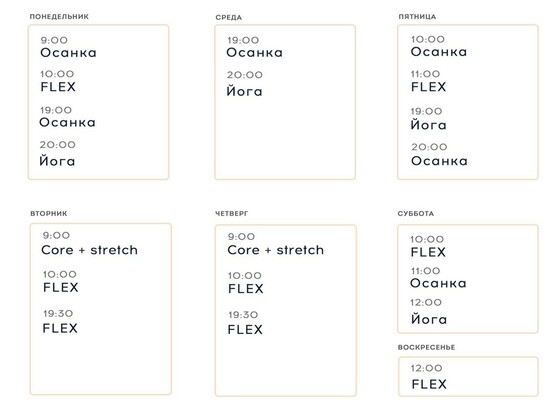 ПОНЕДЕЛЬНИК
9:00
Осанка
10:00
FLEX
19:00
Осанка
20:00
Йога
СРЕДА
19:00
Осанка
20:00
Йога
ПЯТНИЦА
10:00
Осанка
11:00
FLEX
19:00
Йога
20:00
Осанка
ВТОРНИК
9:00
Core + stretch
10:00
FLEX
19:30
FLEX
ЧЕТВЕРГ
9:00
Core + stretch
10:00
FLEX
19:30
FLEX
СУББОТА
10:00
FLEX
11:00
Осанка
12:00
Йога
ВОСКРЕСЕНЬЕ
12:00
FLEX